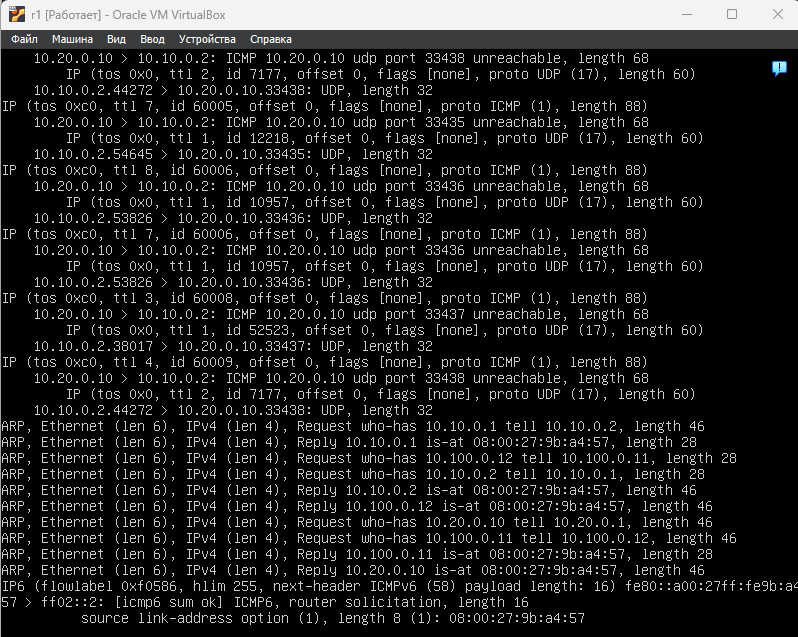 r1 [Работает] - Oracle VM VirtualBox
Файл Машина Вид Ввод Устройства Справка
10.20.0.10 > 10.10.0.2: ICMP 10.20.0.10 udp port 33438 unreachable, length 68
IP (tos 0x0, ttl 2, id 7177, offset 0, flags [none], proto UDP (17), length 60)
10.10.0.2.44272 > 10.20.0.10.33438: UDP, length 32
IP (tos 0xc0, ttl 7, id 60005, offset 0, flags [none], proto ICMP (1), length 88)
10.20.0.10 > 10.10.0.2: ICMP 10.20.0.10 udp port 33435 unreachable, length 68
IP (tos 0x0, ttl 1, id 12218, offset 0, flags [none], proto UDP (17), length 60)
10.10.0.2.54645 > 10.20.0.10.33435: UDP, length 32
IP (tos 0xc0, ttl 8, id 60006, offset 0, flags [none], proto ICMP (1), length 88)
10.20.0.10 > 10.10.0.2: ICMP 10.20.0.10 udp port 33436 unreachable, length 68
IP (tos 0x0, ttl 1, id 10957, offset 0, flags [none], proto UDP (17), length 60)
10.10.0.2.53826 > 10.20.0.10.33436: UDP, length 32
IP (tos 0xc0, ttl 7, id 60006, offset 0, flags [none], proto ICMP (1), length 88)
10.20.0.10 > 10.10.0.2: ICMP 10.20.0.10 udp port 33436 unreachable, length 68
IP (tos 0x0, ttl 1, id 10957, offset 0, flags [none], proto UDP (17), length 60)
10.10.0.2.53826 > 10.20.0.10.33436: UDP, length 32
IP (tos 0xc0, ttl 3, id 60008, offset 0, flags [none], proto ICMP (1), length 88)
10.20.0.10 > 10.10.0.2: ICMP 10.20.0.10 udp port 33437 unreachable, length 68
IP (tos 0x0, ttl 1, id 52523, offset 0, flags [none], proto UDP (17), length 60)
10.10.0.2.38017 > 10.20.0.10.33437: UDP, length 32
IP (tos 0xc0, ttl 4, id 60009, offset 0, flags [none], proto ICMP (1), length 88)
10.20.0.10 > 10.10.0.2: ICMP 10.20.0.10 udp port 33438 unreachable, length 68
IP (tos 0x0, ttl 2, id 7177, offset 0, flags [none], proto UDP (17), length 60)
10.10.0.2.44272 > 10.20.0.10.33438: UDP, length 32
ARP, Ethernet (len 6), IPv4 (len 4), Request who-has 10.10.0.1 tell 10.10.0.2, length 46
ARP, Ethernet (len 6), IPv4 (len 4), Reply 10.10.0.1 is-at 08:00:27:9b:a4:57, length 28
ARP, Ethernet (len 6), IPv4 (len 4), Request who-has 10.100.0.12 tell 10.100.0.11, length 28
ARP, Ethernet (len 6), IPv4 (len 4), Request who-has 10.10.0.2 tell 10.10.0.1, length 28
ARP, Ethernet (len 6), IPv4 (len 4), Reply 10.10.0.2 is-at 08:00:27:9b:a4:57, length 46
ARP, Ethernet (len 6), IPv4 (len 4), Reply 10.100.0.12 is-at 08:00:27:9b:a4:57, length 46
ARP, Ethernet (len 6), IPv4 (len 4), Request who-has 10.20.0.10 tell 10.20.0.1, length 46
ARP, Ethernet (len 6), IPv4 (len 4), Request who-has 10.100.0.11 tell 10.100.0.12, length 46
ARP, Ethernet (len 6), IPv4 (len 4), Reply 10.100.0.11 is-at 08:00:27:9b:a4:57, length 28
ARP, Ethernet (len 6), IPv4 (len 4), Reply 10.20.0.10 is-at 08:00:27:9b:a4:57, length 46
IP6 (flowlabel 0xf0586, hlim 255, next-header ICMPv6 (58) payload length: 16) fe80::a00:27ff:fe9b:a4
57 > ff02::2: [icmp6 sum ok] ICMP6, router solicitation, length 16
source link-address option (1), length 8 (1): 08:00:27:9b:a4:57